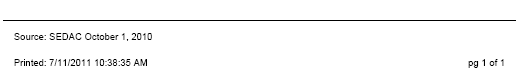 Source: SEDAC October 1, 2010
Printed: 7/11/2011 10:38:35 AM pg 1 of 1